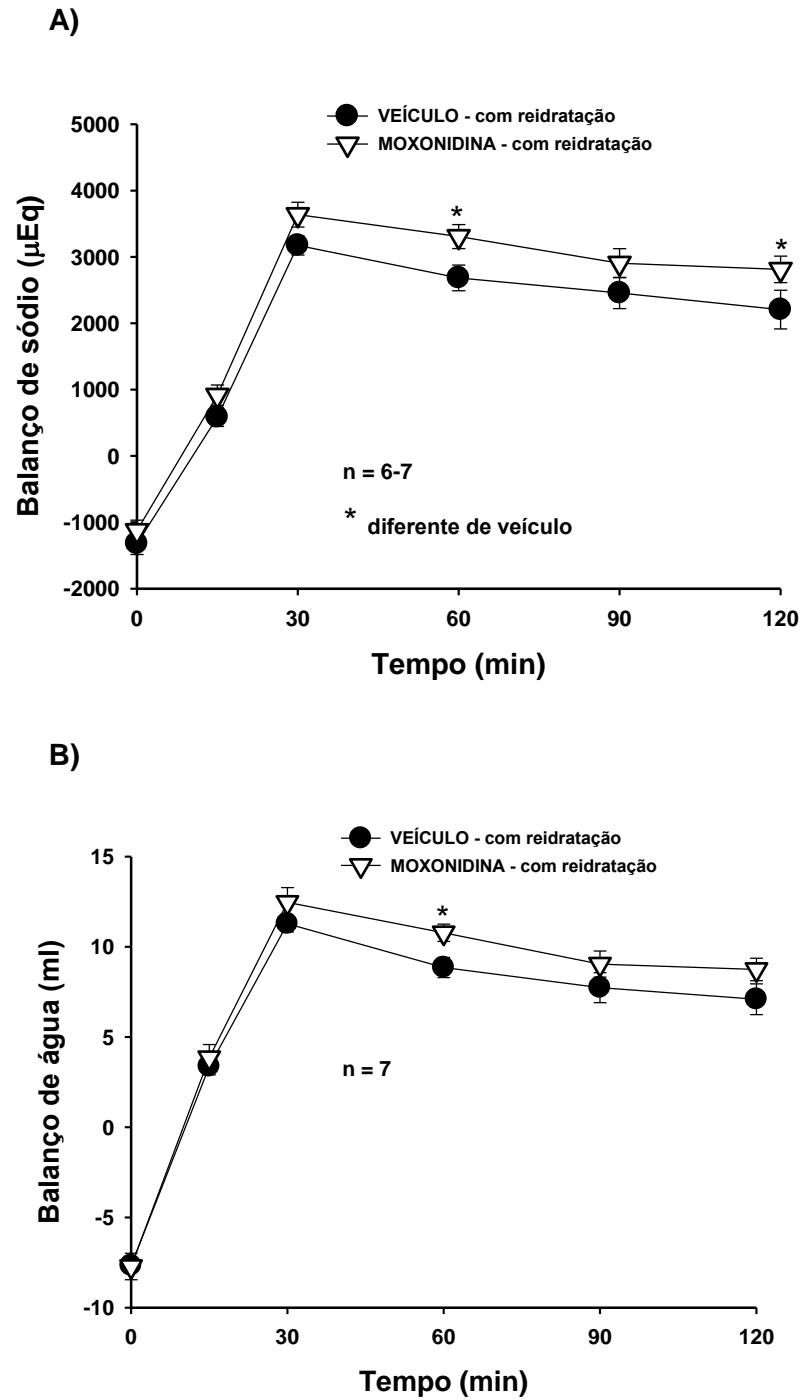 A)
VEÍCULO - com reidratação
MOXONIDINA - com reidratação
5000
4000
3000
2000
1000
0
-1000
-2000
Balanço de sódio (µEq)
*
*
n = 6-7
* diferente de veículo
0 30 60 90 120
Tempo (min)
B)
VEÍCULO - com reidratação
MOXONIDINA - com reidratação
15
10
5
0
-5
-10
Balanço de água (ml)
*
n = 7
0 30 60 90 120
Tempo (min)